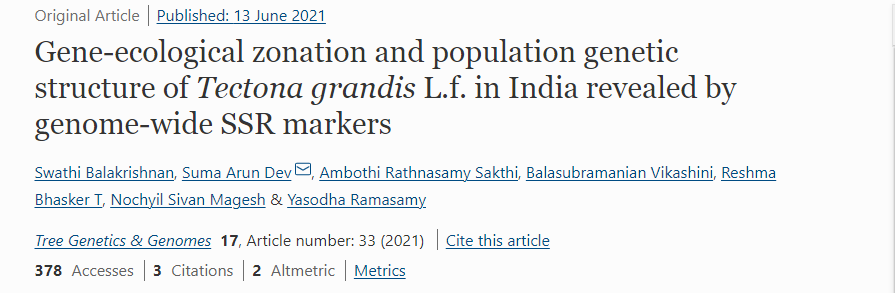 Original Article | Published: 13 June 2021
Gene-ecological zonation and population genetic
structure of Tectona grandis L.f. in India revealed by
genome-wide SSR markers
Swathi Balakrishnan, Suma Arun Dev, Ambothi Rathnasamy Sakthi, Balasubramanian Vikashini, Reshma
Bhasker T, Nochyil Sivan Magesh & Yasodha Ramasamy
Tree Genetics & Genomes 17, Article number: 33 (2021) | Cite this article
378 Accesses | 3 Citations | 2 Altmetric | Metrics